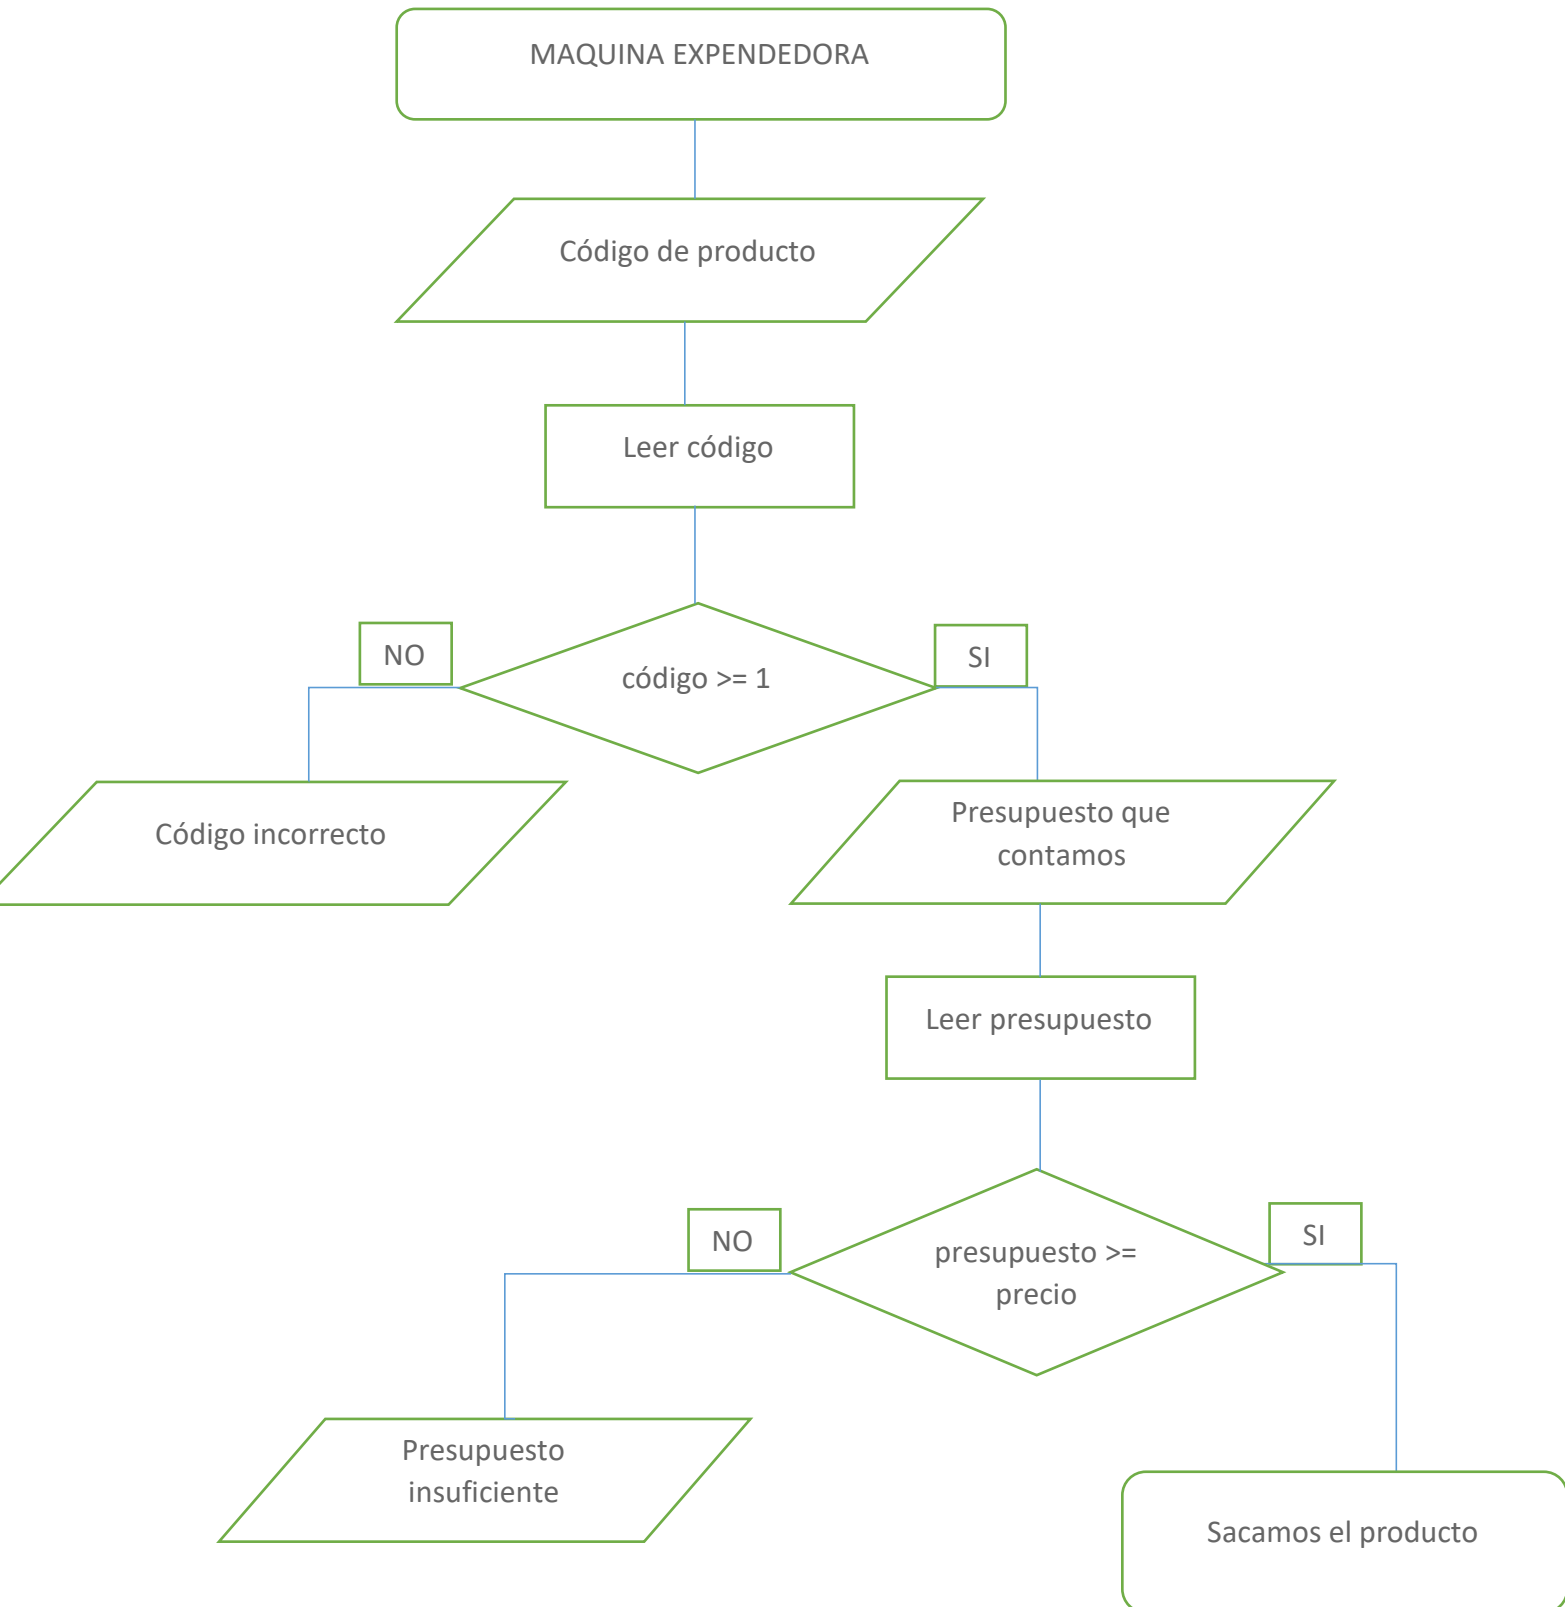 MAQUINA EXPENDEDORA
Código de producto
Leer código
NO
código >= 1
SI
Código incorrecto
Presupuesto que
contamos
Leer presupuesto
NO
presupuesto >=
precio
SI
Presupuesto
insuficiente
Sacamos el producto